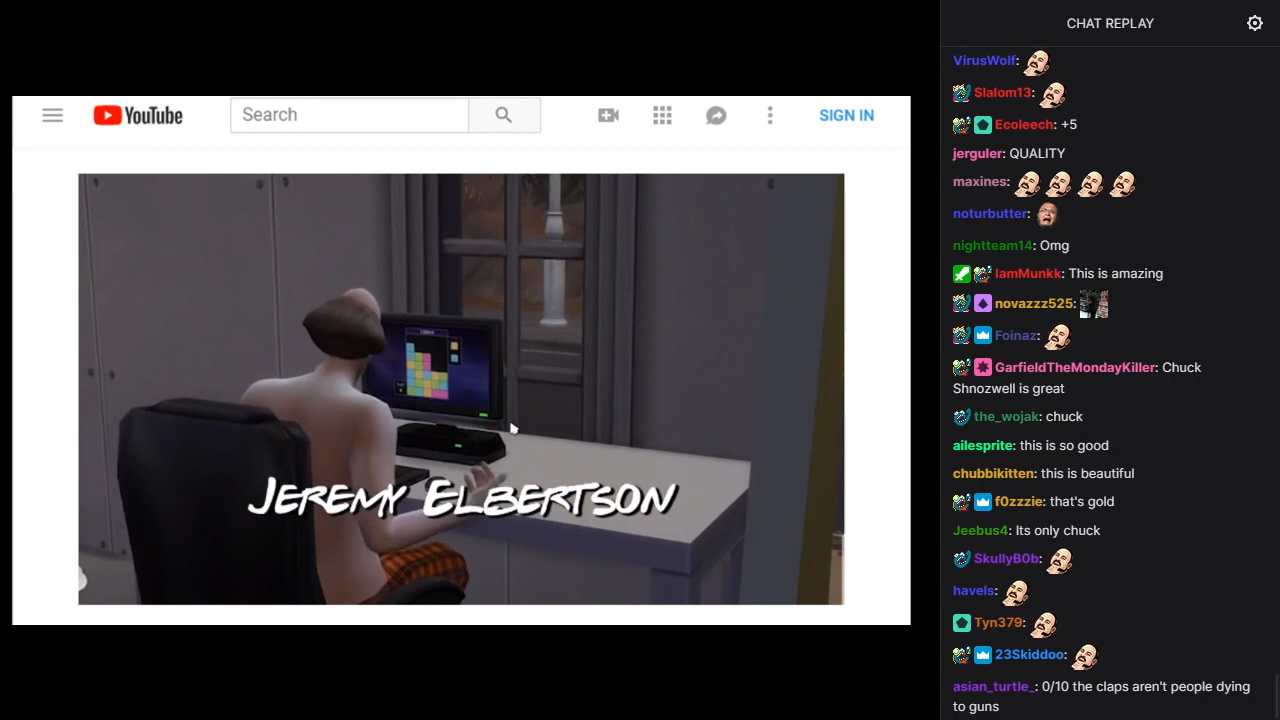 CHAT REPLAY
YouTube
Search
SIGN IN
JEREMY ELBERTSON
VirusWolf:
Slalom13:
Ecoleech: +5
jerguler: QUALITY
maxines:
noturbutter:
nightteam14: Omg
IamMunkk: This is amazing
novazzz525:
Foinaz:
GarfieldTheMondayKiller: Chuck
Shnozwell is great
the_wojak: chuck
ailesprite: this is so good
chubbikitten: this is beautiful
f0zzzie: that's gold
Jeebus4: Its only chuck
SkullyB0b:
havels:
Tyn379:
23Skiddoo:
asian_turtle_: 0/10 the claps aren't people dying
to guns